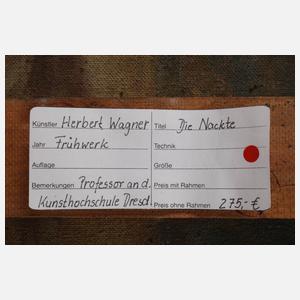 Künstler Herbert Wagner Titel Die Nackte
Jahr Frühwerk Technik
Auflage Größe
Bemerkungen Professor an d. Preis mit Rahmen
Kunsthochschule Dresd. Preis ohne Rahmen 275,- €